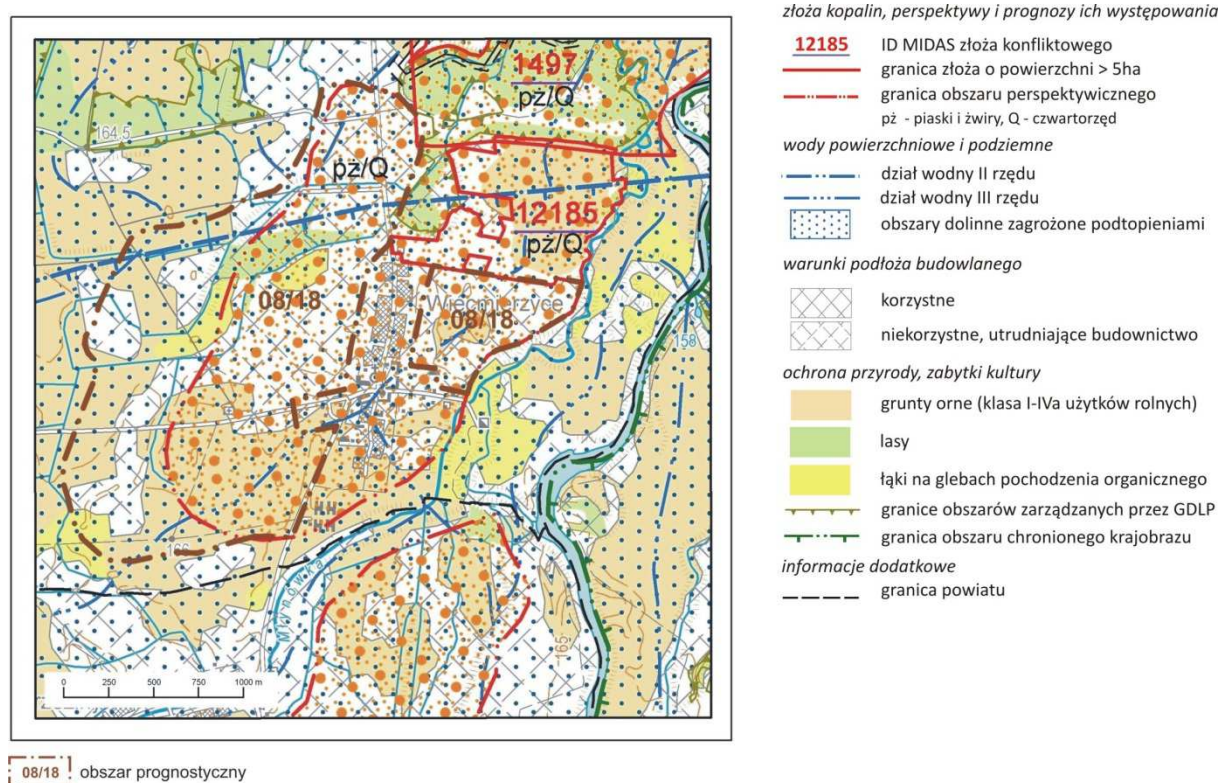 złoża kopalin, perspektywy i prognozy ich występowania
12185 ID MIDAS złoża konfliktowego
granica złoża o powierzchni > 5ha
granica obszaru perspektywicznego
pż - piaski i żwiry, Q - czwartorzęd
wody powierzchniowe i podziemne
dział wodny II rzędu
dział wodny III rzędu
obszary dolinne zagrożone podtopieniami
warunki podłoża budowlanego
korzystne
niekorzystne, utrudniające budownictwo
ochrona przyrody, zabytki kultury
grunty orne (klasa I-IVa użytków rolnych)
lasy
łąki na glebach pochodzenia organicznego
granice obszarów zarządzanych przez GDLP
granica obszaru chronionego krajobrazu
informacje dodatkowe
granica powiatu
1497
pż/Q
164,5
pż/Q
12185
pż/Q
08/18
Więcmierzyce
08/18
158
166
Młynówka
165
0 250 500 750 1000 m
08/18 obszar prognostyczny